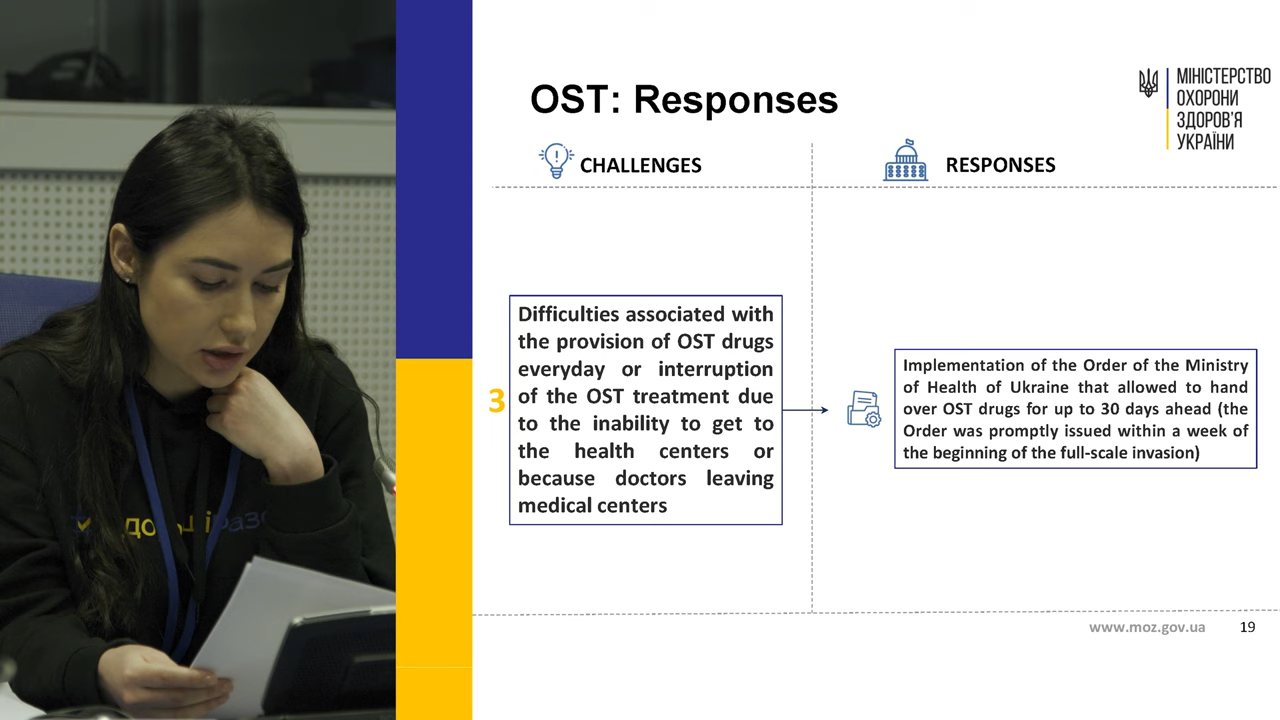 OST: Responses
МІНІСТЕРСТВО
ОХОРОНИ
ЗДОРОВ'Я
УКРАЇНИ
CHALLENGES
RESPONSES
3
Difficulties associated with
the provision of OST drugs
everyday or interruption
of the OST treatment due
to the inability to get to
the health centers or
because doctors leaving
medical centers
Implementation of the Order of the Ministry
of Health of Ukraine that allowed to hand
over OST drugs for up to 30 days ahead (the
Order was promptly issued within a week of
the beginning of the full-scale invasion)
www.moz.gov.ua
19